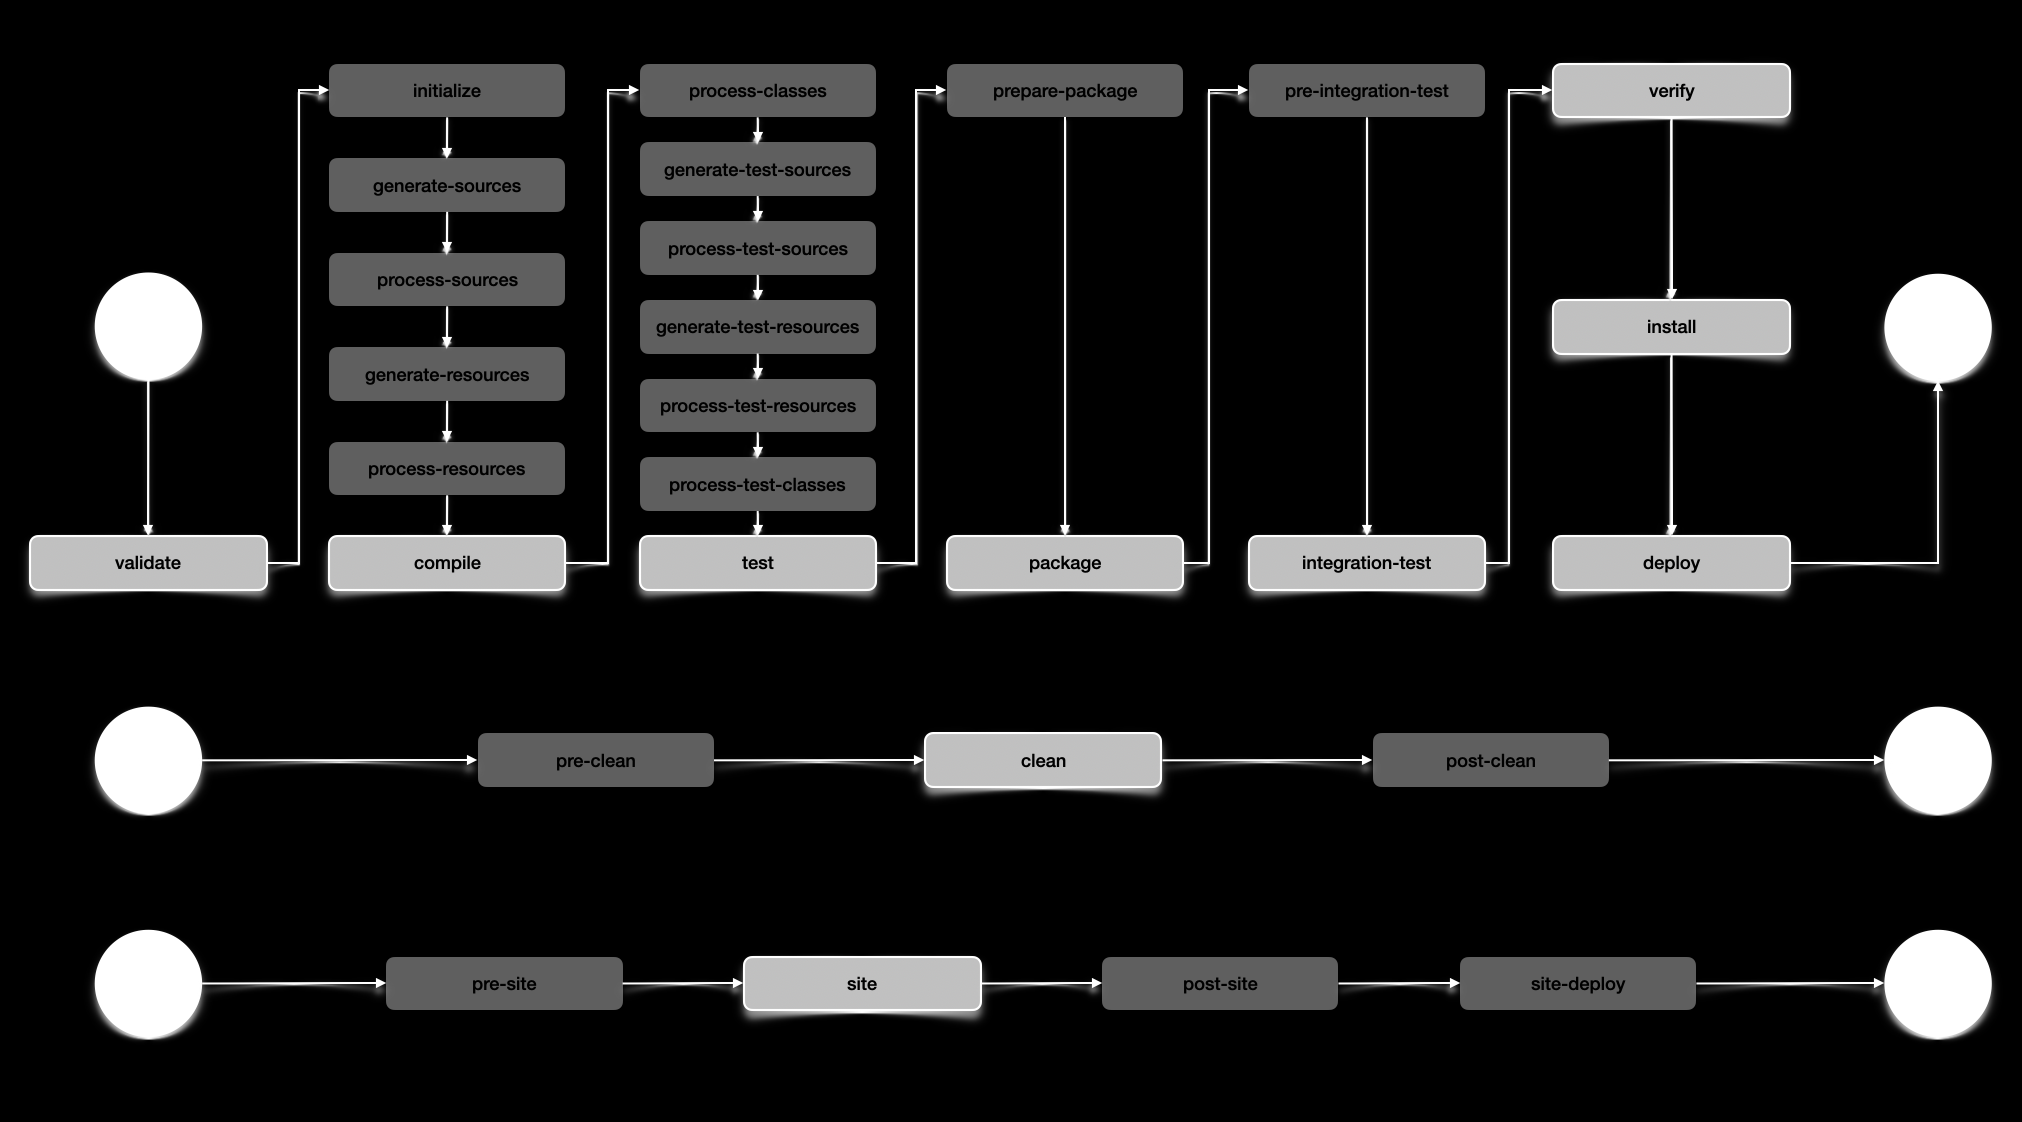 initialize
generate-sources
process-sources
generate-resources
process-resources
validate
compile
process-classes
generate-test-sources
process-test-sources
generate-test-resources
process-test-resources
process-test-classes
test
prepare-package
package
pre-integration-test
integration-test
verify
install
deploy
pre-clean
clean
post-clean
pre-site
site
post-site
site-deploy